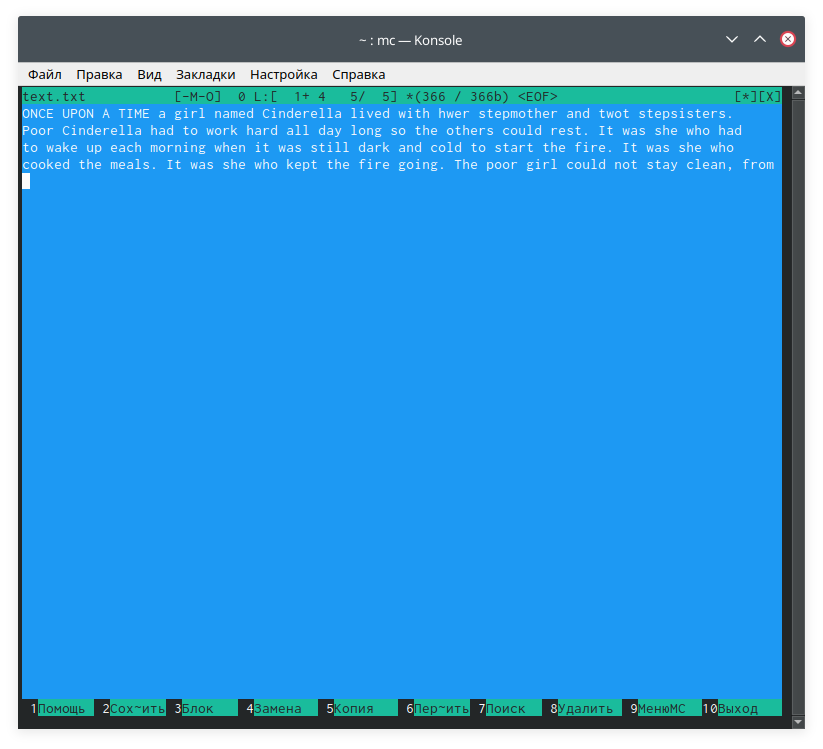 ~ : mc — Konsole
Файл Правка Вид Закладки Настройка Справка
text.txt [-M-O] 0 L:[ 1+ 4 5/ 5] *(366 / 366b) <EOF> [*][X]
ONCE UPON A TIME a girl named Cinderella lived with hwer stepmother and twot stepsisters.
Poor Cinderella had to work hard all day long so the others could rest. It was she who had
to wake up each morning when it was still dark and cold to start the fire. It was she who
cooked the meals. It was she who kept the fire going. The poor girl could not stay clean, from
1Помощь 2Сох~ить 3Блок 4Замена 5Копия 6Пер~ить 7Поиск 8Удалить 9МенюМС 10Выход